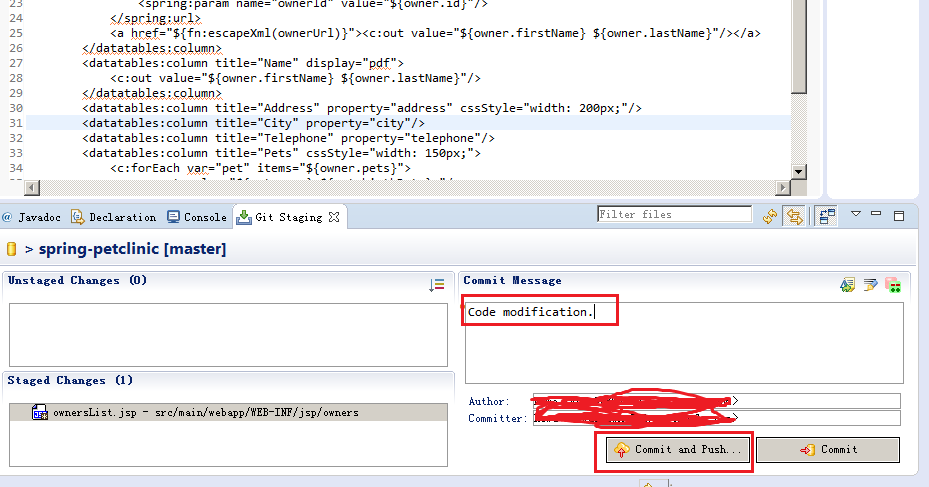 23 <spring:param name="ownerId" value="${owner.id}"/>
24 </spring:url>
25 <a href="${fn:escapeXml(ownerUrl)}"><c:out value="${owner.firstName} ${owner.lastName}"/></a>
26 </datatables:column>
27 <datatables:column title="Name" display="pdf">
28 <c:out value="${owner.firstName} ${owner.lastName}"/>
29 </datatables:column>
30 <datatables:column title="Address" property="address" cssStyle="width: 200px;"/>
31 <datatables:column title="City" property="city"/>
32 <datatables:column title="Telephone" property="telephone"/>
33 <datatables:column title="Pets" cssStyle="width: 150px;">
34 <c:forEach var="pet" items="${owner.pets}">
@ Javadoc Declaration Console Git Staging Filter files
> spring-petclinic [master]
Unstaged Changes (0)
Commit Message
Code modification.
Staged Changes (1)
ownersList.jsp - src/main/webapp/WEB-INF/jsp/owners
Author: >
Committer: >
Commit and Push... Commit